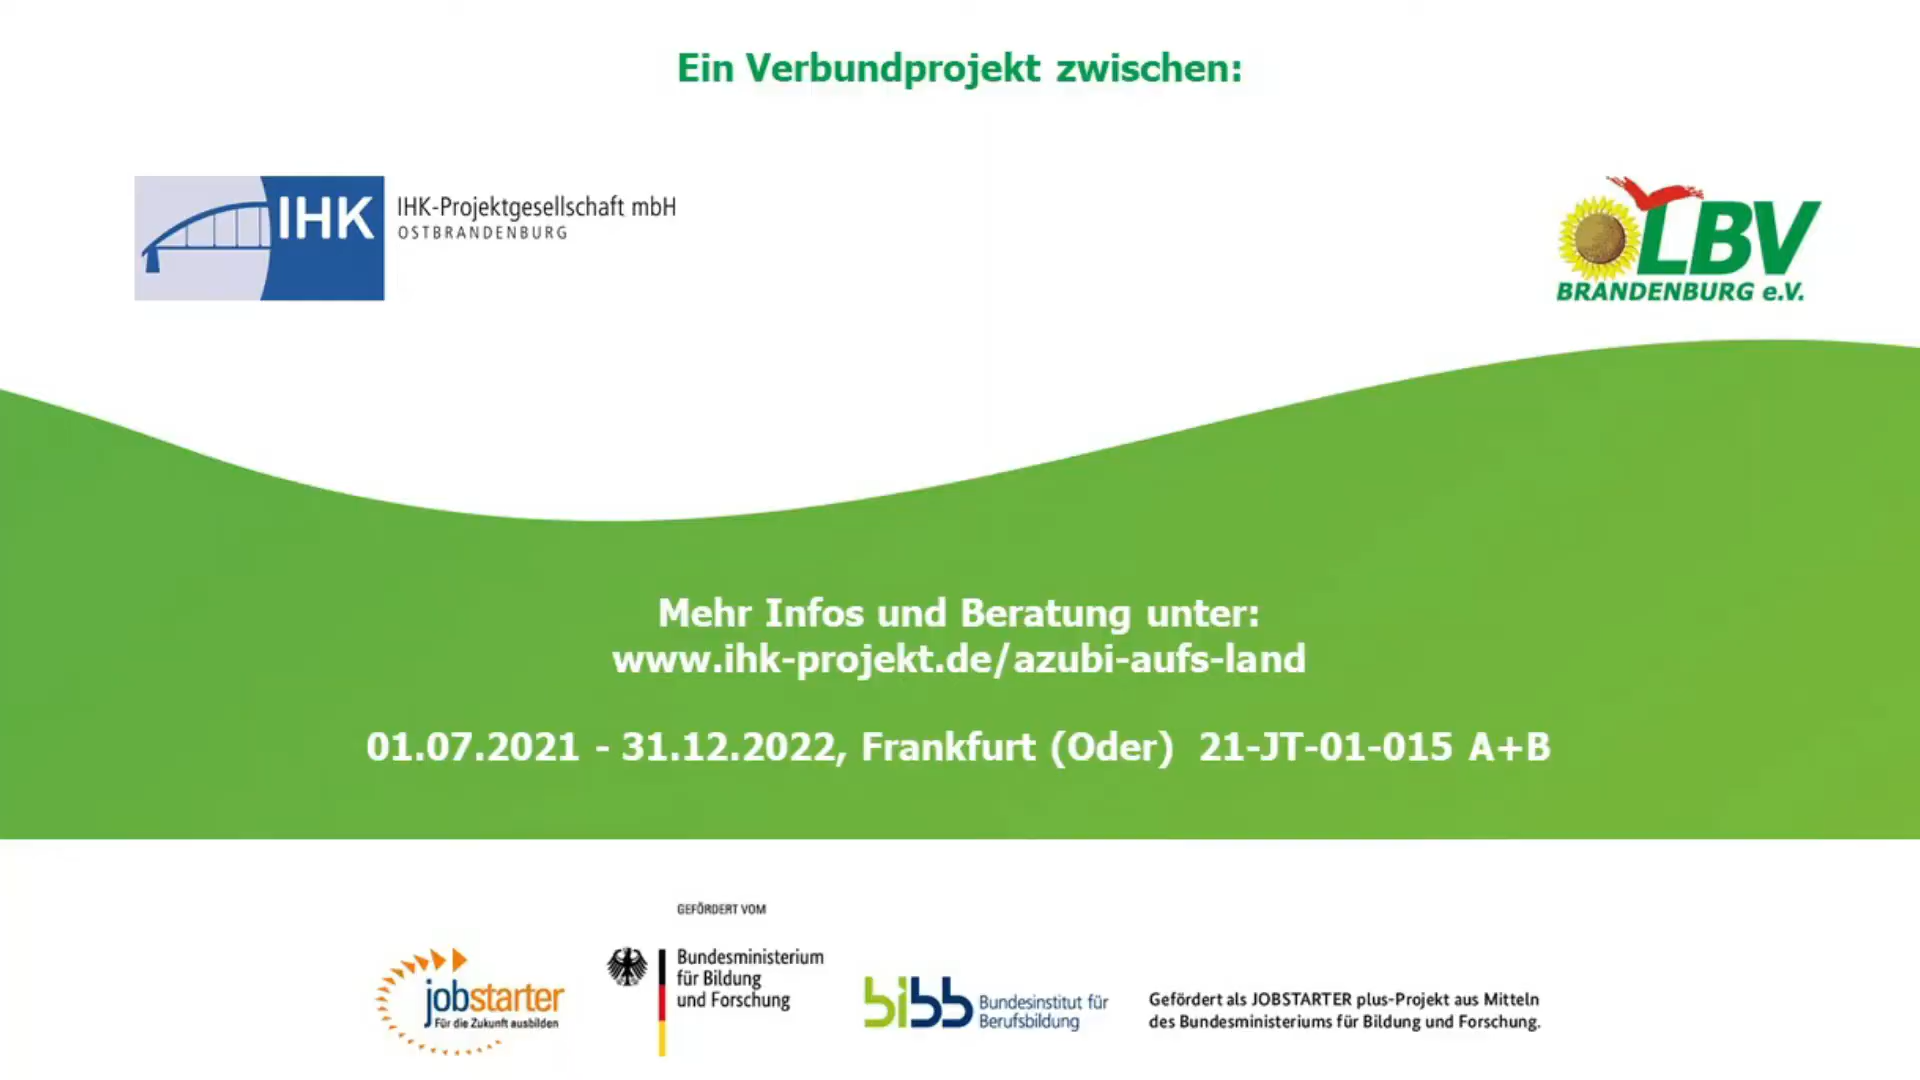 Ein Verbundprojekt zwischen:
IHK
IHK-Projektgesellschaft mbH
OSTBRANDENBURG
LBV
BRANDENBURG e.V.
Mehr Infos und Beratung unter:
www.ihk-projekt.de/azubi-aufs-land
01.07.2021 - 31.12.2022, Frankfurt (Oder) 21-JT-01-015 A+B
GEFÖRDERT VOM
jobstarter
Für die Zukunft ausbilden
Bundesministerium
für Bildung
und Forschung
bibb
Bundesinstitut für
Berufsbildung
Gefördert als JOBSTARTER plus-Projekt aus Mitteln
des Bundesministeriums für Bildung und Forschung.